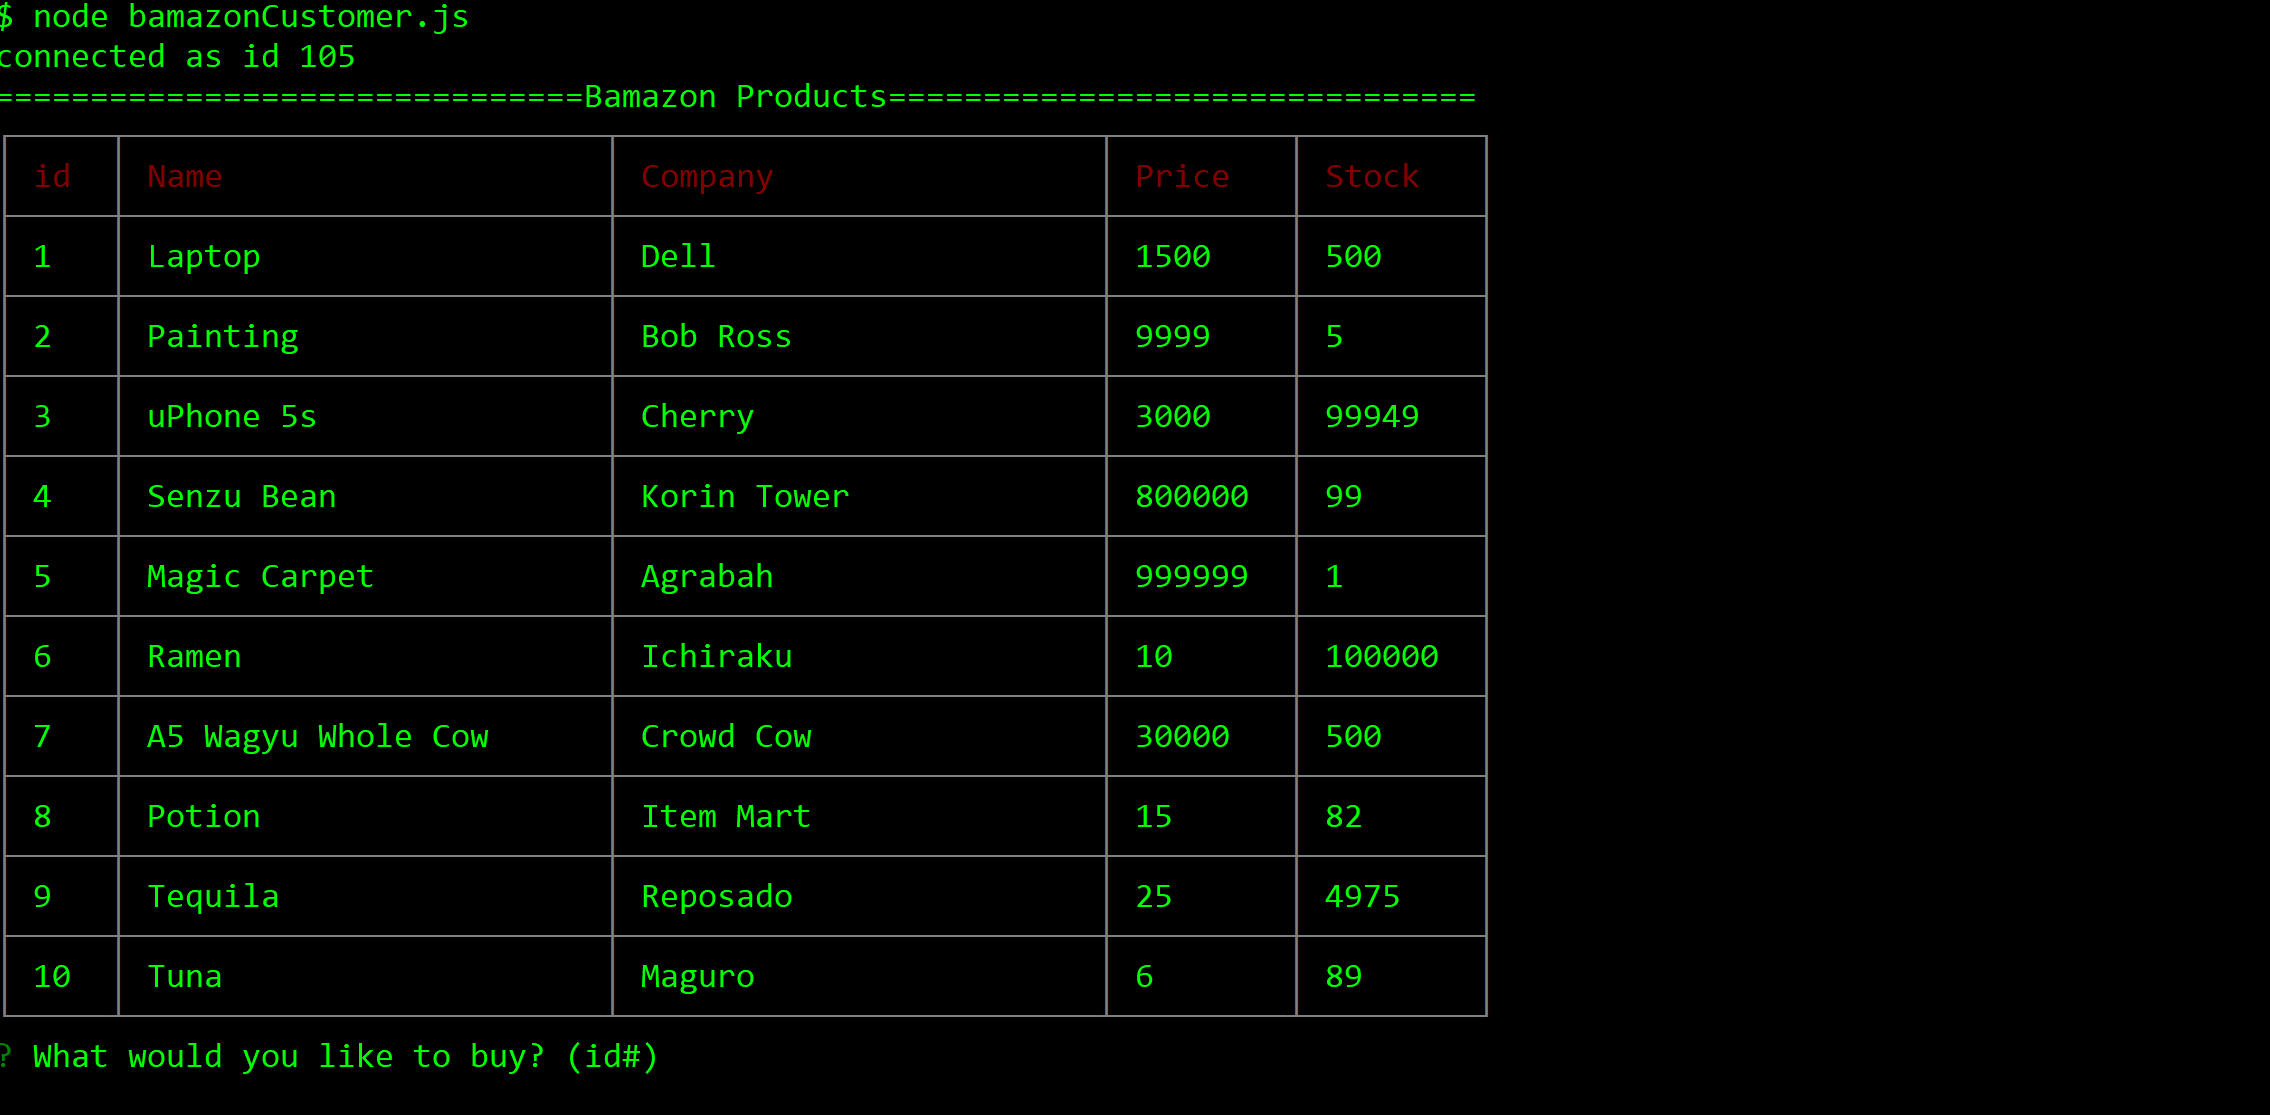 $ node bamazonCustomer.js
connected as id 105
===============================Bamazon Products===============================
id Name Company Price Stock
1 Laptop Dell 1500 500
2 Painting Bob Ross 9999 5
3 uPhone 5s Cherry 3000 99949
4 Senzu Bean Korin Tower 800000 99
5 Magic Carpet Agrabah 999999 1
6 Ramen Ichiraku 10 100000
7 A5 Wagyu Whole Cow Crowd Cow 30000 500
8 Potion Item Mart 15 82
9 Tequila Reposado 25 4975
10 Tuna Maguro 6 89
? What would you like to buy? (id#)